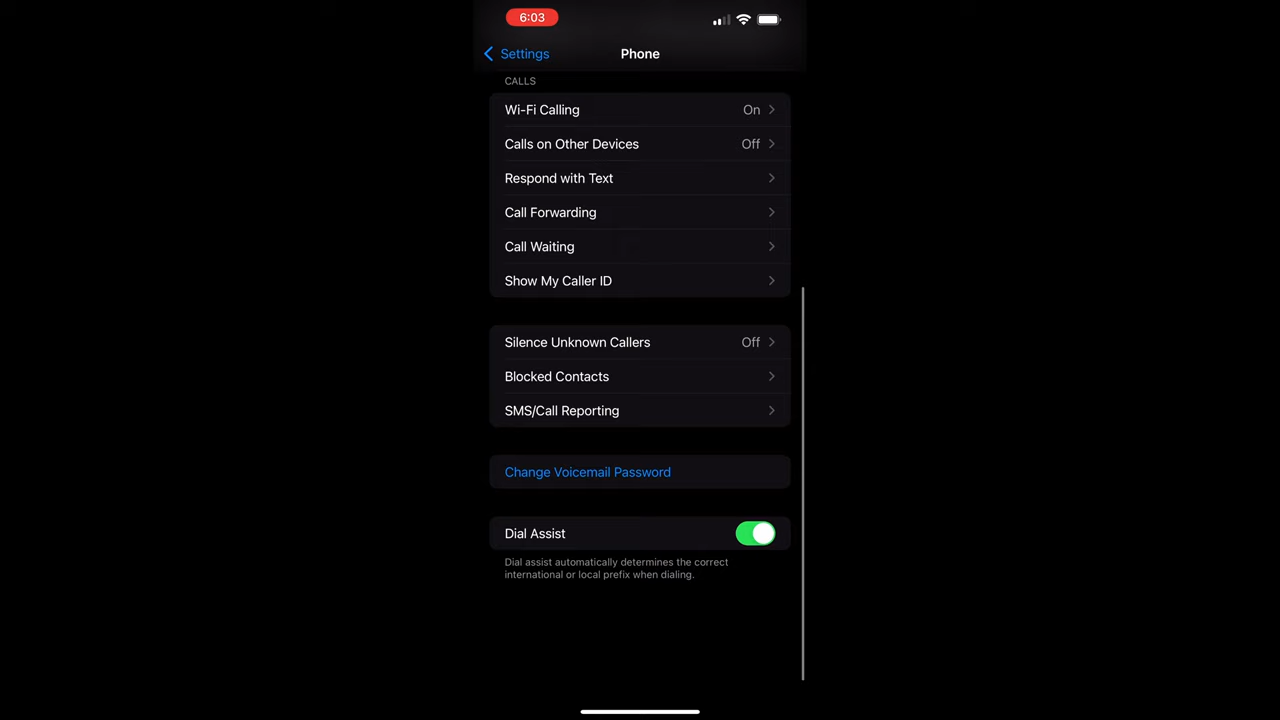 6:03
Settings
Phone
CALLS
Wi-Fi Calling On
Calls on Other Devices Off
Respond with Text
Call Forwarding
Call Waiting
Show My Caller ID
Silence Unknown Callers Off
Blocked Contacts
SMS/Call Reporting
Change Voicemail Password
Dial Assist
Dial assist automatically determines the correct
international or local prefix when dialing.